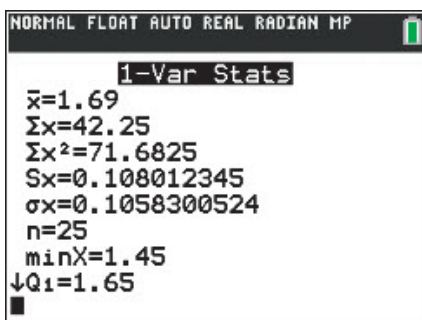 NORMAL FLOAT AUTO REAL RADIAN MP
1-Var Stats
x̄=1.69
Σx=42.25
Σx²=71.6825
Sx=0.108012345
σx=0.1058300524
n=25
minX=1.45
↓Q₁=1.65